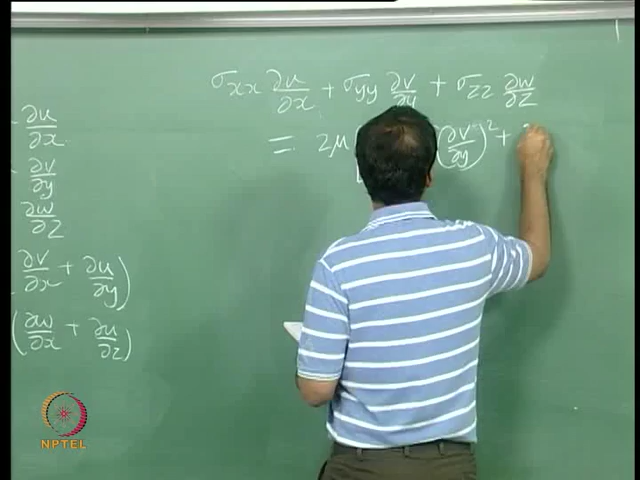 σxx ∂u/∂x + σyy ∂v/∂y + σzz ∂w/∂z
= 2μ (∂v/∂y)² +
∂u/∂x
∂v/∂y
∂w/∂z
∂v/∂x + ∂u/∂y)
(∂w/∂x + ∂u/∂z)
NPTEL